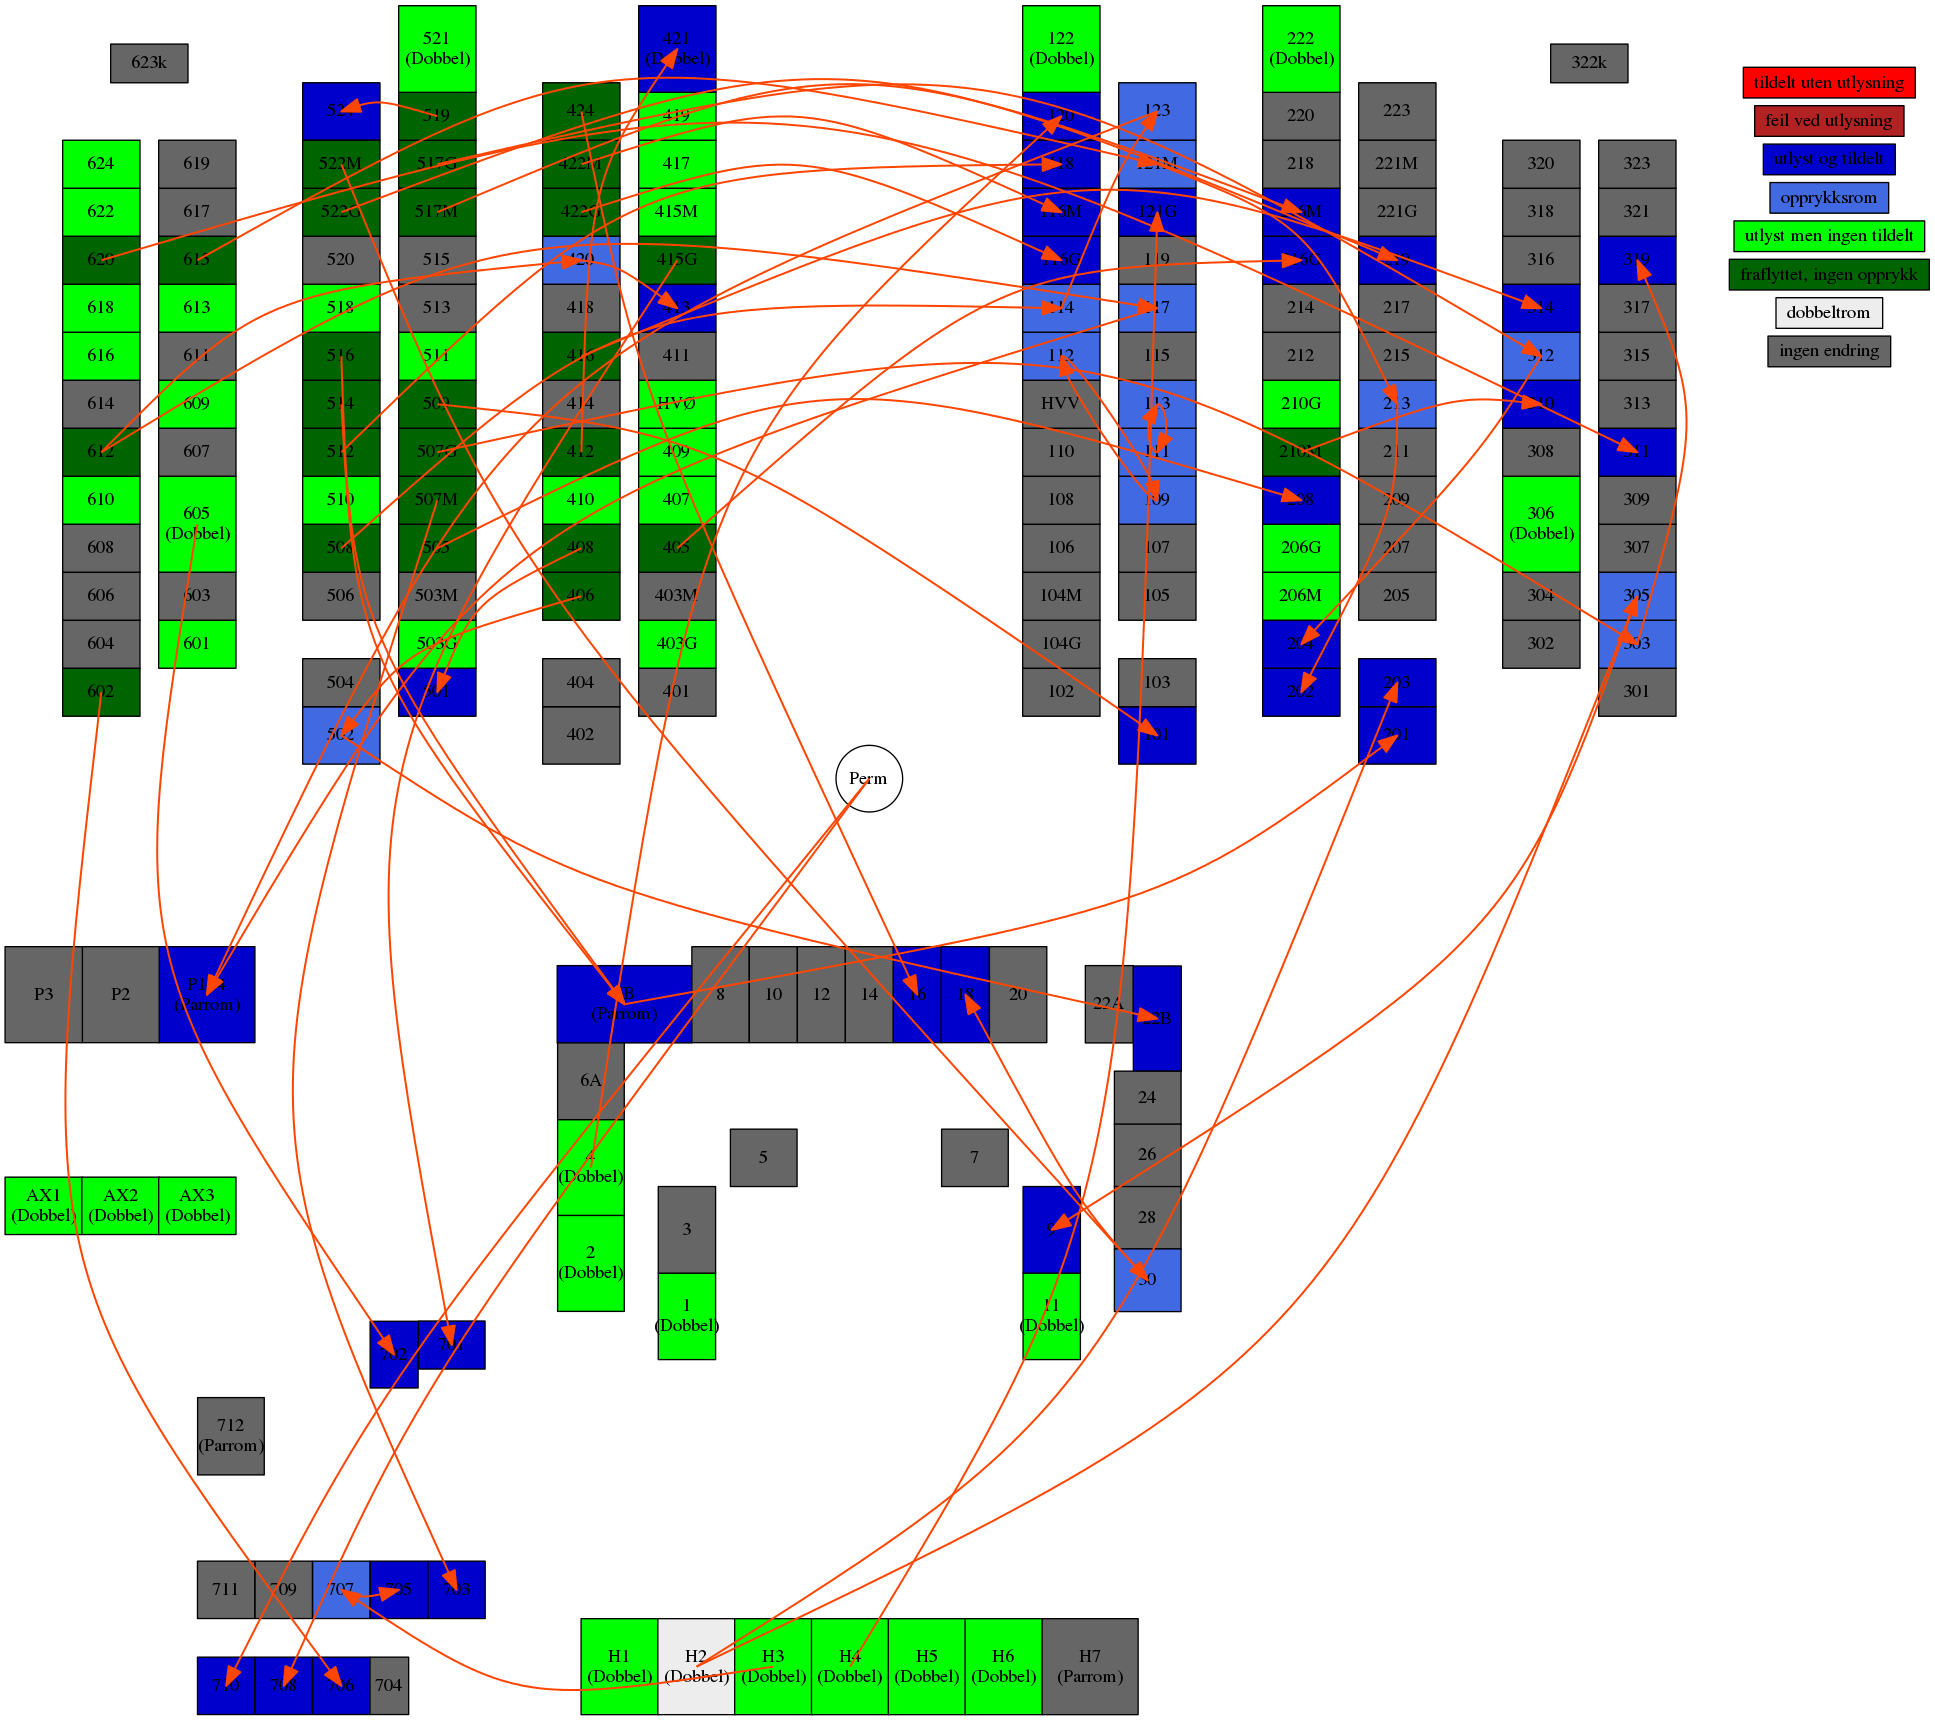 623k
624
622
620
618
616
614
612
610
608
606
604
602
619
617
615
613
611
609
607
605
(Dobbel)
603
601
522M
522G
520
518
516
514
512
510
508
506
504
502
521
(Dobbel)
519
517G
517M
515
513
511
509
507G
507M
505
503M
503G
501
424
422M
422G
420
418
416
414
412
410
408
406
404
402
421
(Dobbel)
419
417
415M
415G
413
411
HVØ
409
407
405
403M
403G
401
122
(Dobbel)
120
118
116M
116G
114
112
HVV
110
108
106
104M
104G
102
123
121M
121G
119
117
115
113
111
109
107
105
103
101
222
(Dobbel)
220
218
214
212
210G
210M
208
206G
206M
204
202
223
221M
221G
217
215
213
211
209
207
205
203
201
322k
320
318
316
314
312
310
308
306
(Dobbel)
304
302
323
321
319
317
315
313
311
309
307
305
303
301
tildelt uten utlysning
feil ved utlysning
utlyst og tildelt
opprykksrom
utlyst men ingen tildelt
fraflyttet, ingen opprykk
dobbeltrom
ingen endring
Perm
P3
P2
(Parrom)
(Parrom)
8
10
12
14
16
18
20
22A
22B
6A
24
26
28
30
4
(Dobbel)
2
(Dobbel)
5
7
3
1
(Dobbel)
11
(Dobbel)
AX1
(Dobbel)
AX2
(Dobbel)
AX3
(Dobbel)
702
712
(Parrom)
711
709
707
705
703
710
708
706
704
H1
(Dobbel)
H2
(Dobbel)
H3
(Dobbel)
H4
(Dobbel)
H5
(Dobbel)
H6
(Dobbel)
H7
(Parrom)